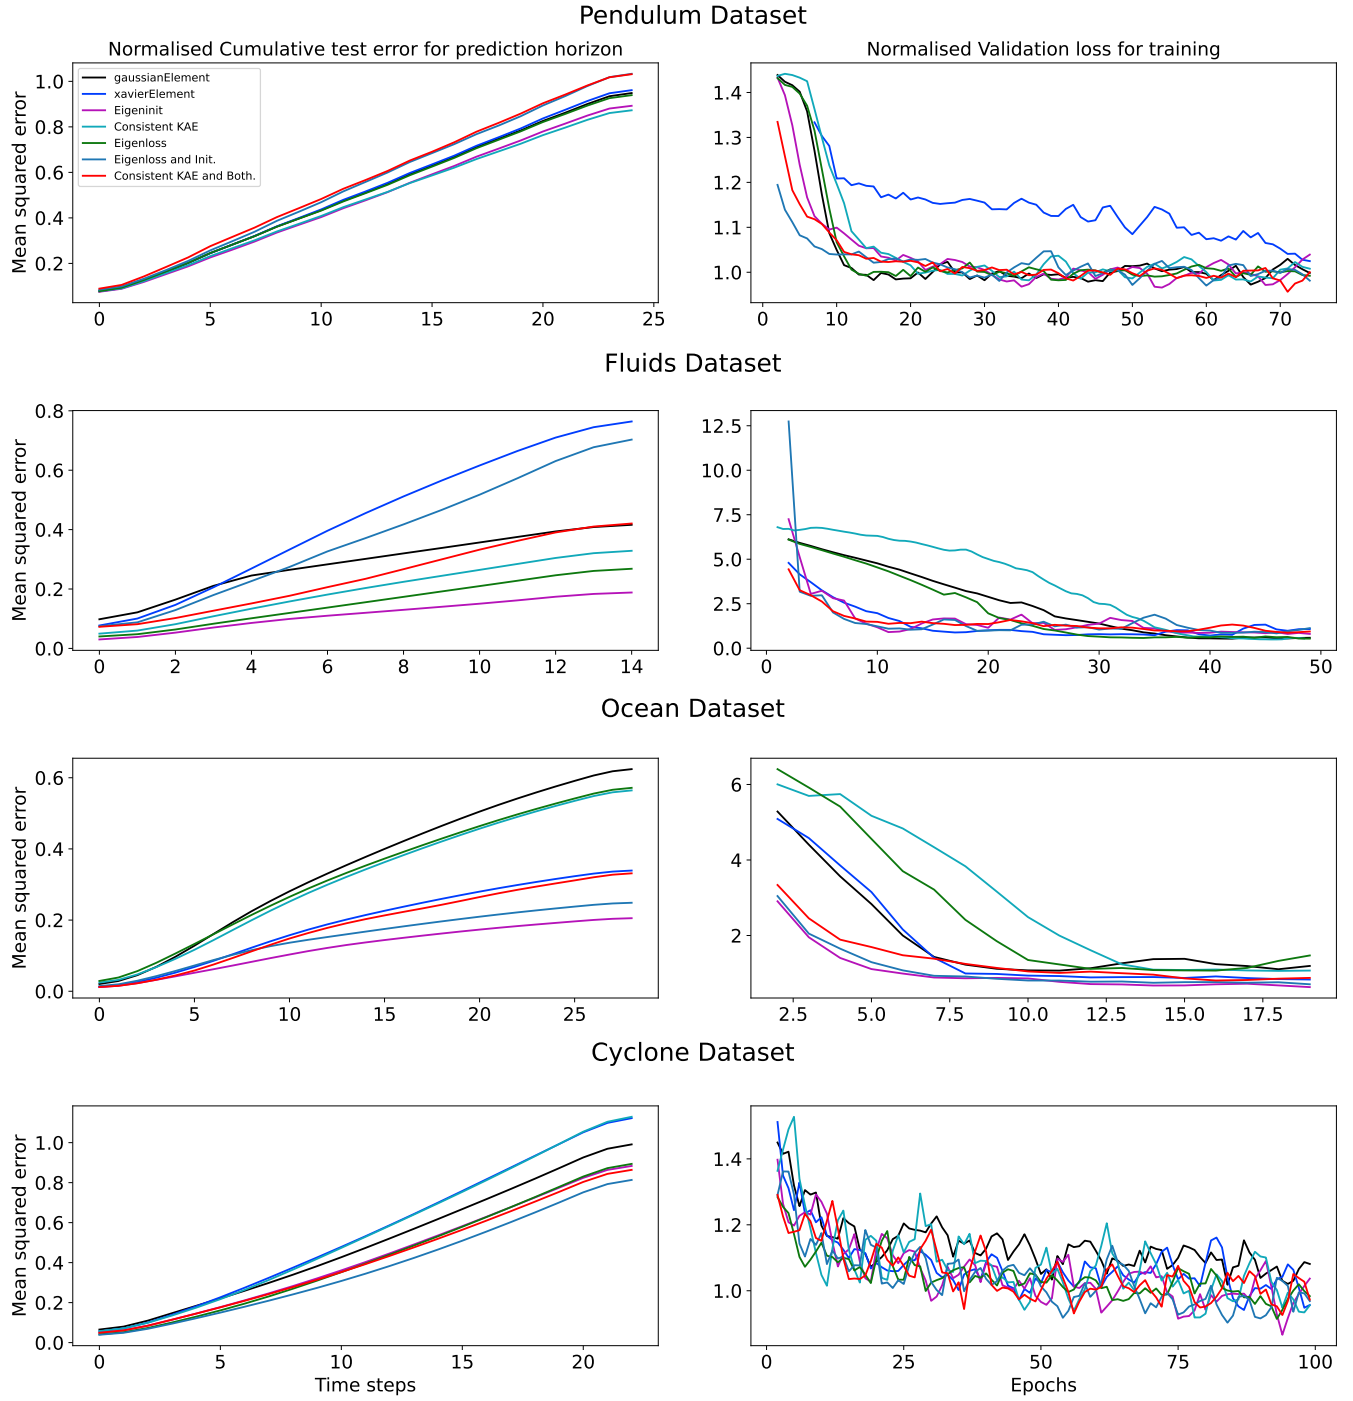 Pendulum Dataset
Normalised Cumulative test error for prediction horizon
Normalised Validation loss for training
Mean squared error
1.0
0.8
0.6
0.4
0.2
gaussianElement
xavierElement
Eigeninit
Consistent KAE
Eigenloss
Eigenloss and Init.
Consistent KAE and Both.
0 5 10 15 20 25
1.4
1.3
1.2
1.1
1.0
0 10 20 30 40 50 60 70
Fluids Dataset
Mean squared error
0.8
0.6
0.4
0.2
0.0
0 2 4 6 8 10 12 14
12.5
10.0
7.5
5.0
2.5
0.0
0 10 20 30 40 50
Ocean Dataset
Mean squared error
0.6
0.4
0.2
0.0
0 5 10 15 20 25
6
4
2
2.5 5.0 7.5 10.0 12.5 15.0 17.5
Cyclone Dataset
Mean squared error
1.0
0.8
0.6
0.4
0.2
0.0
0 5 10 15 20
Time steps
1.4
1.2
1.0
0 25 50 75 100
Epochs